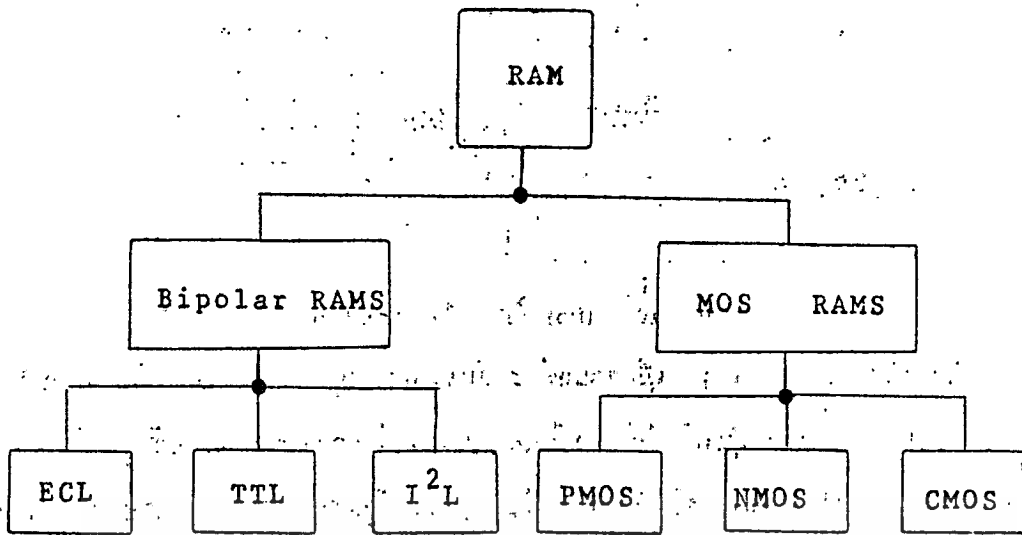 RAM
Bipolar RAMS
MOS RAMS
ECL
TTL
I²L
PMOS
NMOS
CMOS